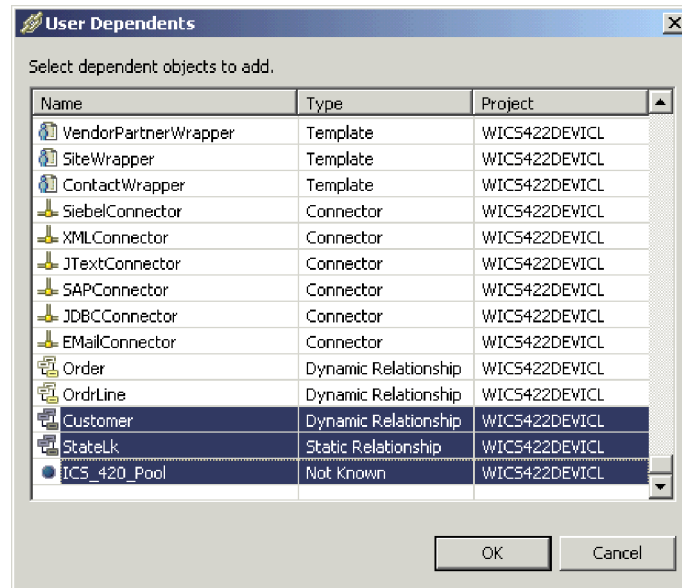 User Dependents
Select dependent objects to add.
Name Type Project
VendorPartnerWrapper Template WICS422DEVICL
SiteWrapper Template WICS422DEVICL
ContactWrapper Template WICS422DEVICL
SiebelConnector Connector WICS422DEVICL
XMLConnector Connector WICS422DEVICL
JTextConnector Connector WICS422DEVICL
SAPConnector Connector WICS422DEVICL
JDBCConnector Connector WICS422DEVICL
EMailConnector Connector WICS422DEVICL
Order Dynamic Relationship WICS422DEVICL
OrdrLine Dynamic Relationship WICS422DEVICL
Customer Dynamic Relationship WICS422DEVICL
StateLk Static Relationship WICS422DEVICL
ICS_420_Pool Not Known WICS422DEVICL
OK Cancel